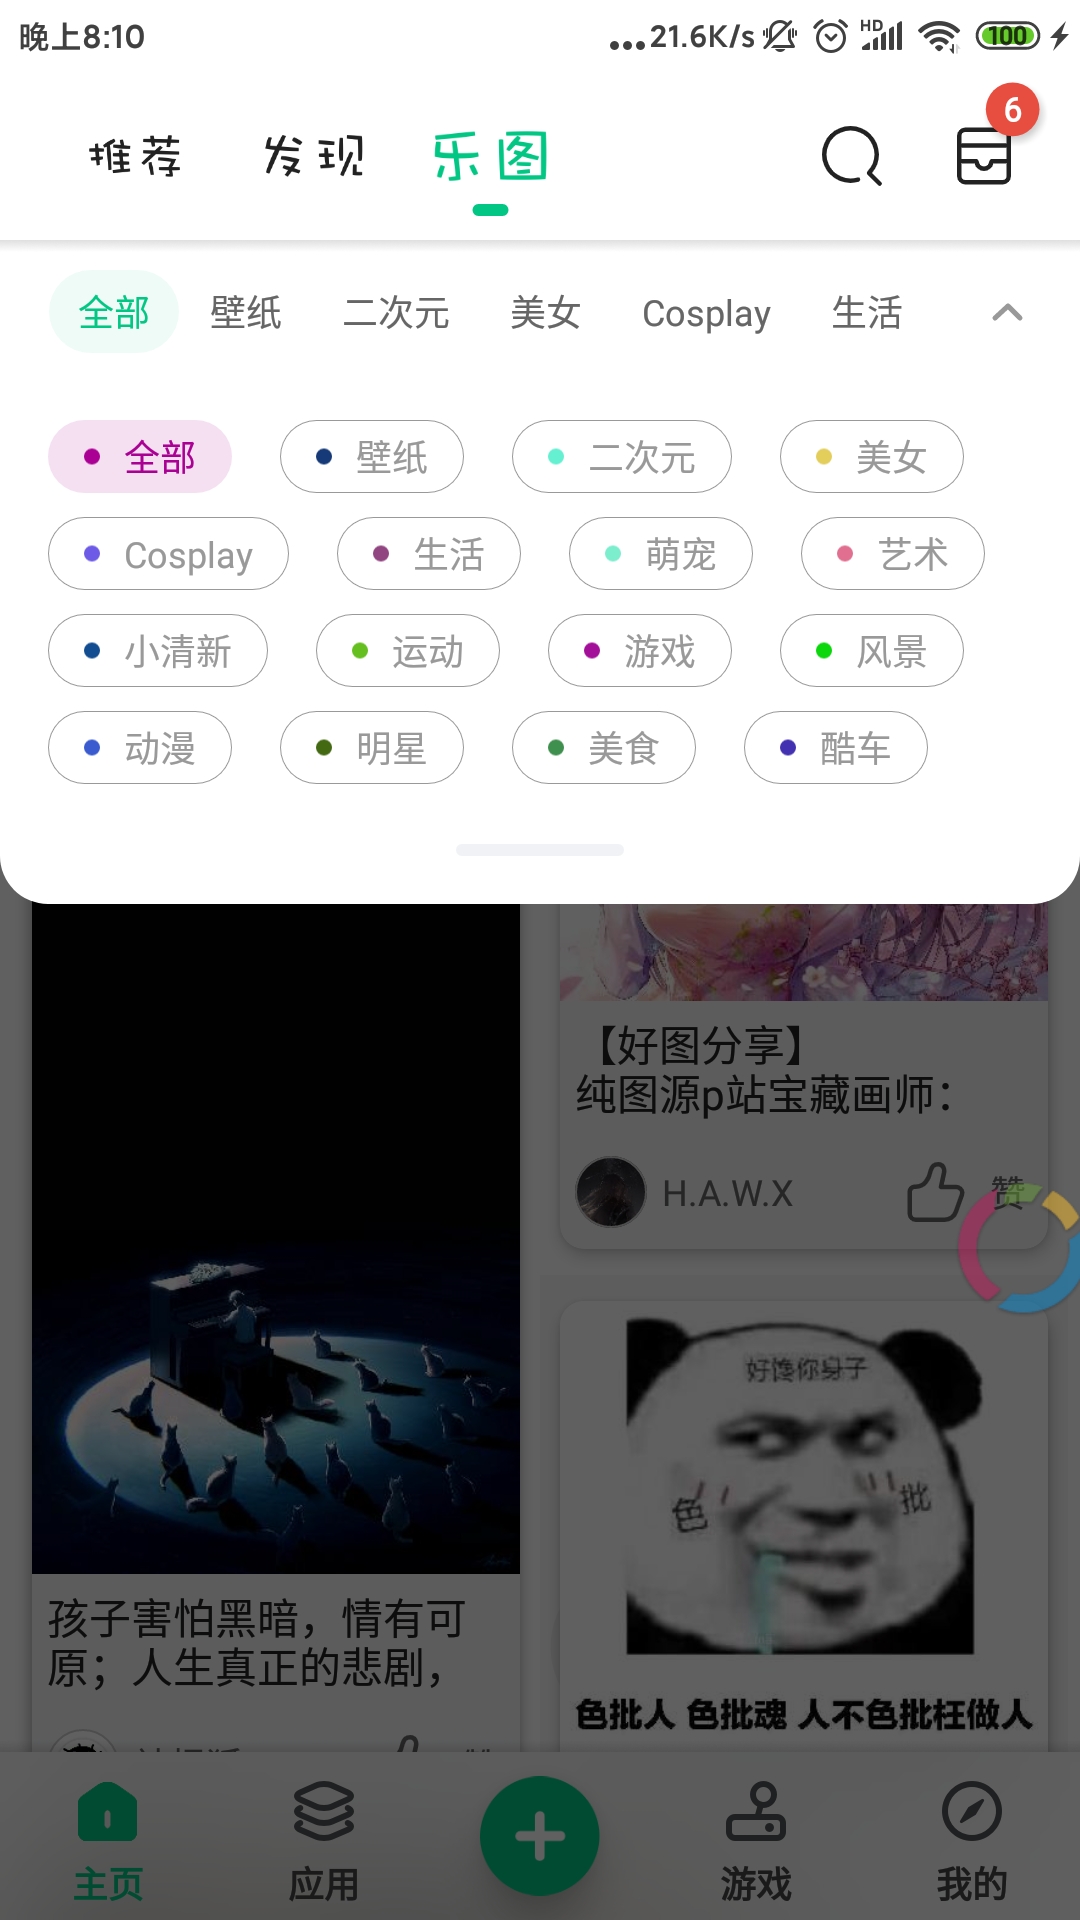 晚上8:10 ...21.6K/s HD 100
推荐 发现 乐图 6
全部 壁纸 二次元 美女 Cosplay 生活
全部 壁纸 二次元 美女
Cosplay 生活 萌宠 艺术
小清新 运动 游戏 风景
动漫 明星 美食 酷车
【好图分享】
纯图源p站宝藏画师：
H.A.W.X 赞
好馋你身子
色 批
色批人 色批魂 人不色批枉做人
孩子害怕黑暗，情有可
原；人生真正的悲剧，
主页 应用 游戏 我的